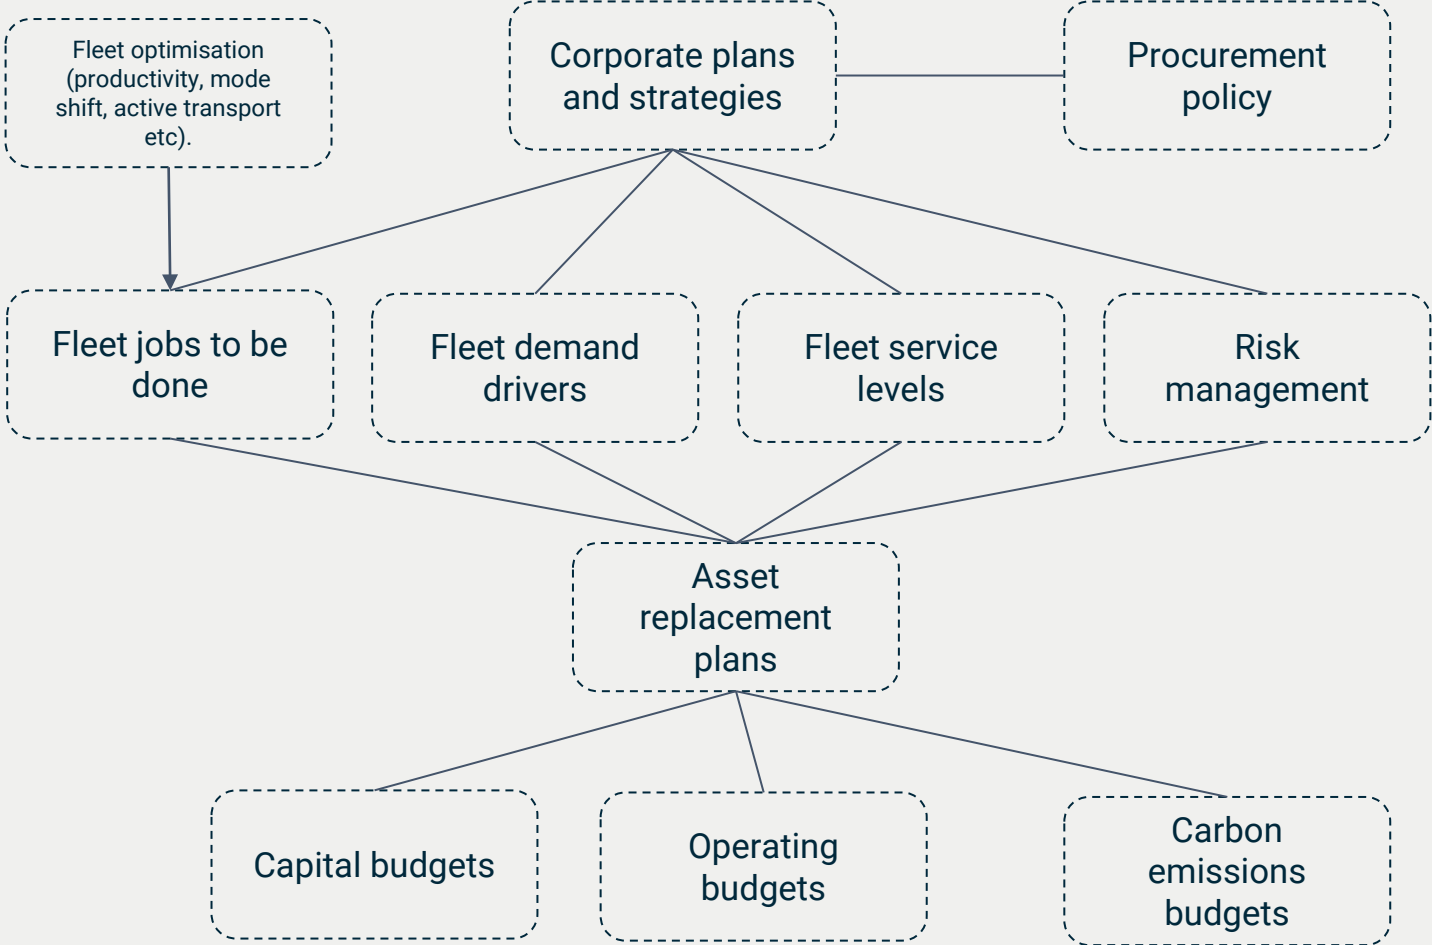 Fleet optimisation
(productivity, mode
shift, active transport
etc).
Corporate plans
and strategies
Procurement
policy
Fleet jobs to be
done
Fleet demand
drivers
Fleet service
levels
Risk
management
Asset
replacement
plans
Capital budgets
Operating
budgets
Carbon
emissions
budgets